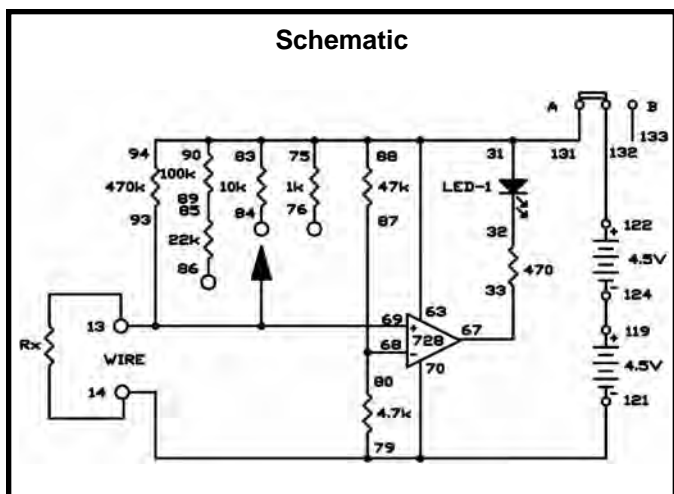 Schematic
A B
133
94 90 83 75 88 31 131 132
470k 100k 10k 1k 47k LED-1
93 89 84 76 87
85
22k
86
122
32
4.5V
470
33
124
13
69 + 63
728 67
119
Rx WIRE 68 -
70
4.5V
14
80
4.7k
121
79